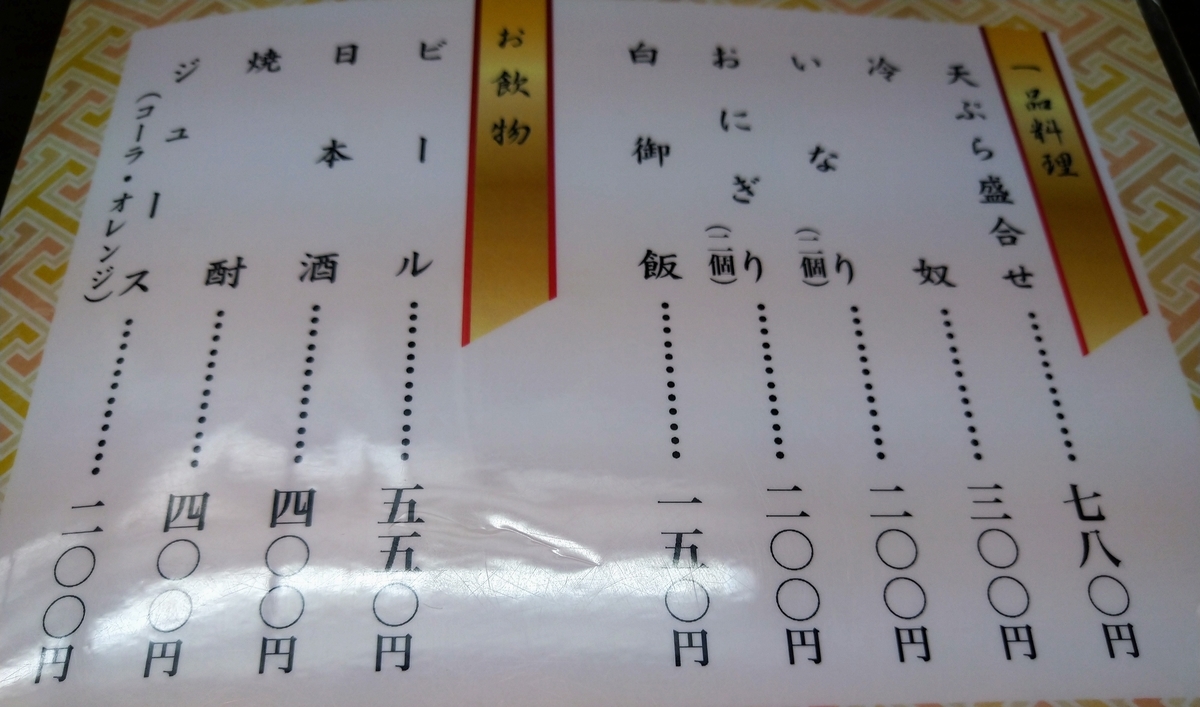 一品料理
天ぷら盛合せ…………七八〇円
冷奴…………三〇〇円
いなり(二個)…………二〇〇円
おにぎり(二個)…………二〇〇円
白御飯…………一五〇円
お飲物
ビール…………五五〇円
日本酒…………四〇〇円
焼酎…………四〇〇円
ジュース(コーラ・オレンジ)…………二〇〇円